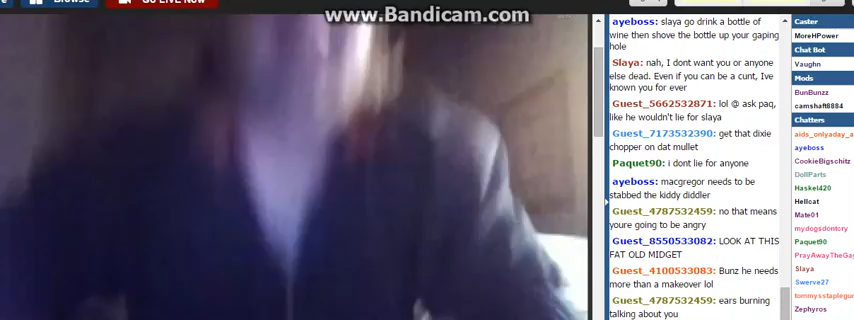 Browse
Go Live Now
www.Bandicam.com
ayeboss: slaya go drink a bottle of
wine then shove the bottle up your gaping
hole
Slaya: nah, I dont want you or anyone
else dead. Even if you can be a cunt, Ive
known you for ever
Guest_5662532871: lol @ ask paq,
like he wouldn't lie for slaya
Guest_7173532390: get that dixie
chopper on dat mullet
Paquet90: i dont lie for anyone
ayeboss: macgregor needs to be
stabbed the kiddy diddler
Guest_4787532459: no that means
youre going to be angry
Guest_8550533082: LOOK AT THIS
FAT OLD MIDGET
Guest_4100533083: Bunz he needs
more than a makeover lol
Guest_4787532459: ears burning
talking about you
Caster
MoreHPower
Chat Bot
Vaughn
Mods
BunBunzz
camshaft8884
Chatters
aids_onlyaday_a
ayeboss
CookieBigschitz
DollParts
Haskel420
Hellcat
Mate01
mydogsdontcry
Paquet90
PrayAwayTheGay
Slaya
Swerve27
tommysstaplegu
Zephyros